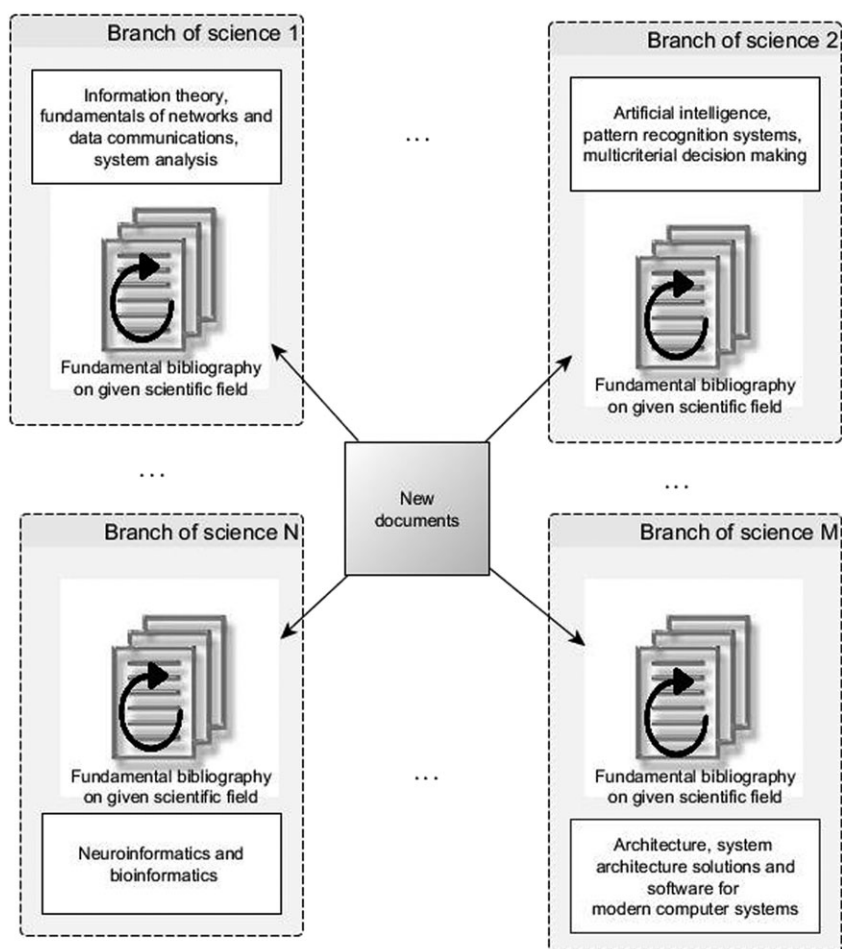 Branch of science 1
Information theory,
fundamentals of networks and
data communications,
system analysis
Fundamental bibliography
on given scientific field
...
Branch of science 2
Artificial intelligence,
pattern recognition systems,
multicriterial decision making
Fundamental bibliography
on given scientific field
...
New
documents
...
Branch of science N
Fundamental bibliography
on given scientific field
Neuroinformatics and
bioinformatics
...
Branch of science M
Fundamental bibliography
on given scientific field
Architecture, system
architecture solutions and
software for
modern computer systems